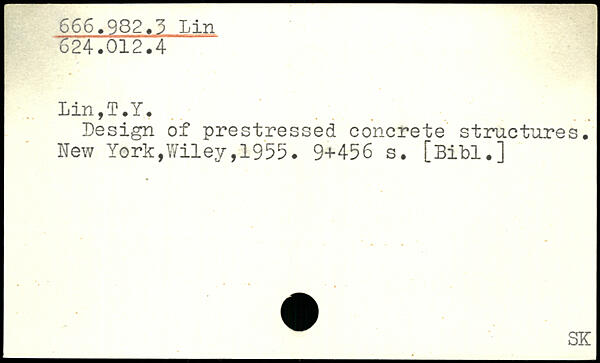 666.982.3 Lin
624.012.4
Lin,T.Y.
Design of prestressed concrete structures.
New York,Wiley,1955. 9+456 s. [Bibl.]
SK